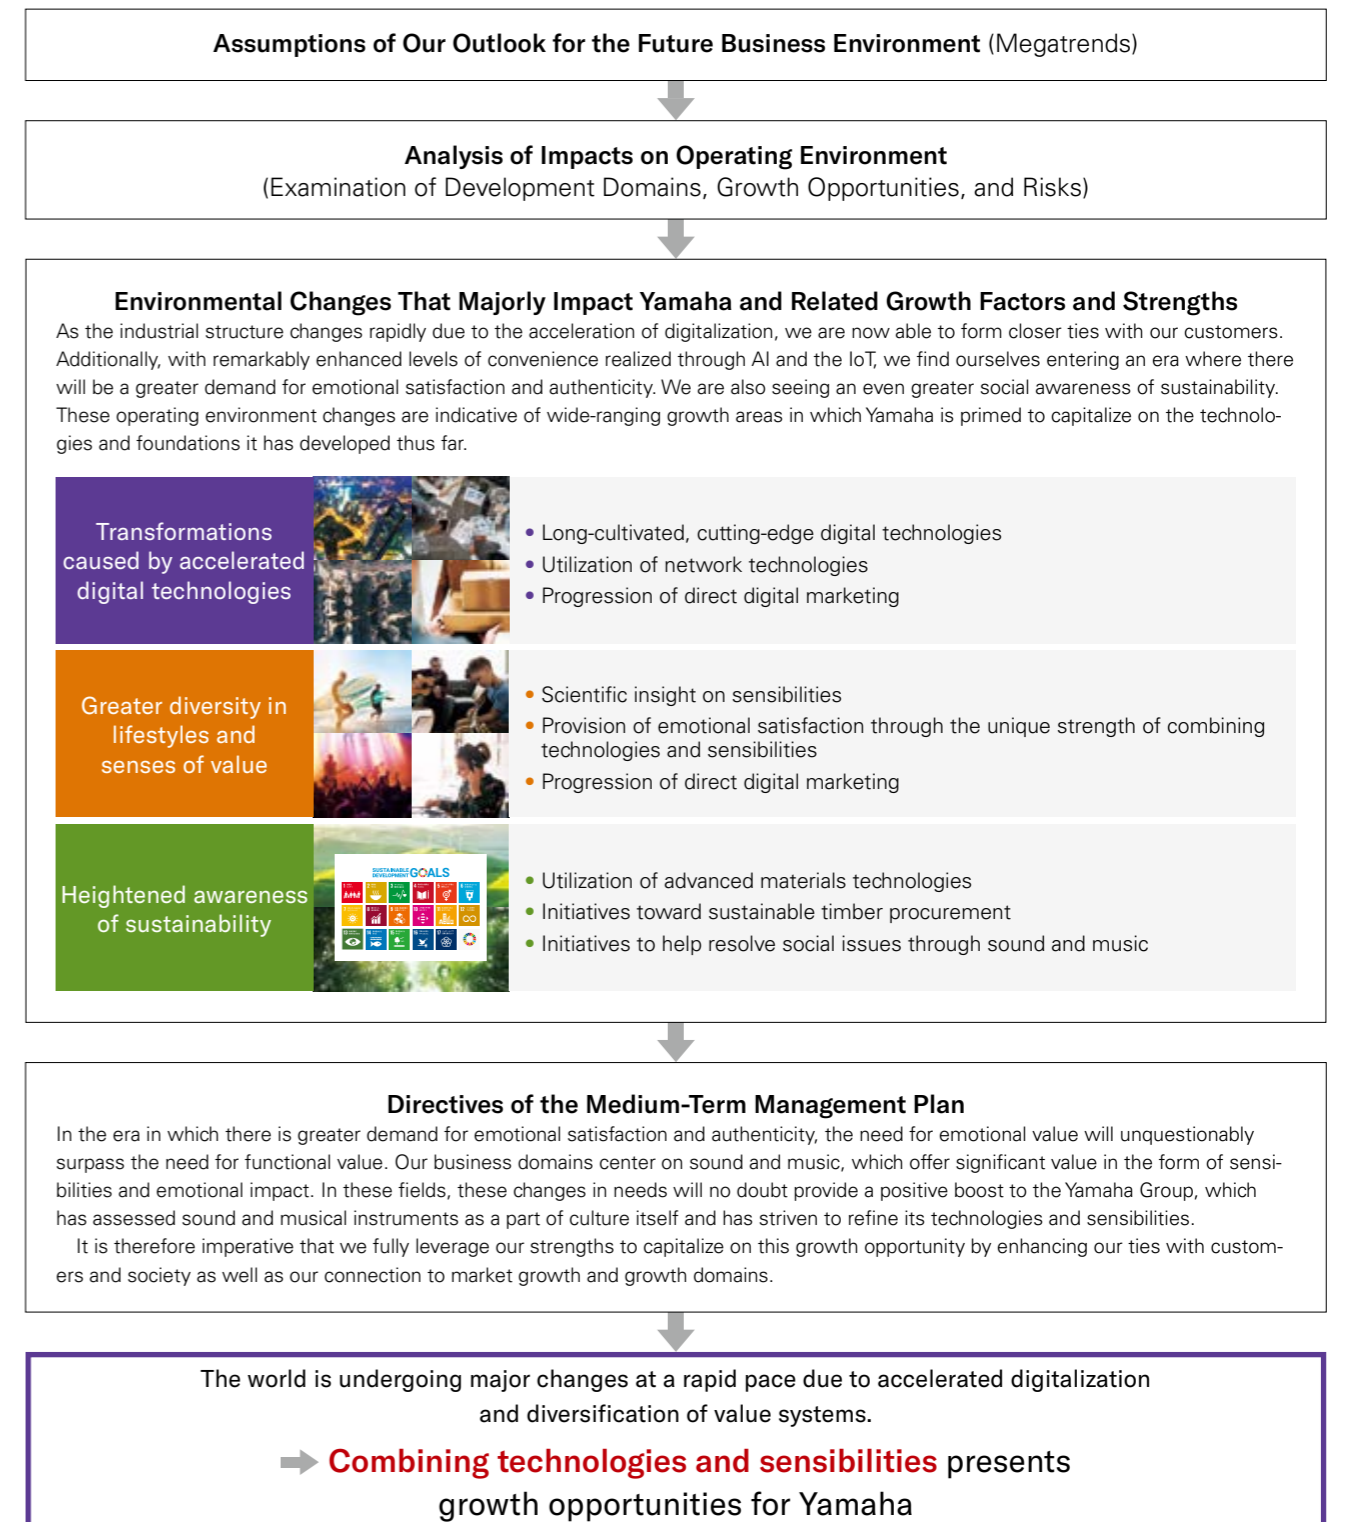 Assumptions of Our Outlook for the Future Business Environment (Megatrends)
Analysis of Impacts on Operating Environment
(Examination of Development Domains, Growth Opportunities, and Risks)
Environmental Changes That Majorly Impact Yamaha and Related Growth Factors and Strengths
As the industrial structure changes rapidly due to the acceleration of digitalization, we are now able to form closer ties with our customers.
Additionally, with remarkably enhanced levels of convenience realized through AI and the IoT, we find ourselves entering an era where there
will be a greater demand for emotional satisfaction and authenticity. We are also seeing an even greater social awareness of sustainability.
These operating environment changes are indicative of wide-ranging growth areas in which Yamaha is primed to capitalize on the technolo-
gies and foundations it has developed thus far.
Transformations
caused by accelerated
digital technologies
• Long-cultivated, cutting-edge digital technologies
• Utilization of network technologies
• Progression of direct digital marketing
Greater diversity in
lifestyles and
senses of value
• Scientific insight on sensibilities
• Provision of emotional satisfaction through the unique strength of combining
technologies and sensibilities
• Progression of direct digital marketing
Heightened awareness
of sustainability
SUSTAINABLE
DEVELOPMENT GOALS
• Utilization of advanced materials technologies
• Initiatives toward sustainable timber procurement
• Initiatives to help resolve social issues through sound and music
Directives of the Medium-Term Management Plan
In the era in which there is greater demand for emotional satisfaction and authenticity, the need for emotional value will unquestionably
surpass the need for functional value. Our business domains center on sound and music, which offer significant value in the form of sensi-
bilities and emotional impact. In these fields, these changes in needs will no doubt provide a positive boost to the Yamaha Group, which
has assessed sound and musical instruments as a part of culture itself and has striven to refine its technologies and sensibilities.
It is therefore imperative that we fully leverage our strengths to capitalize on this growth opportunity by enhancing our ties with custom-
ers and society as well as our connection to market growth and growth domains.
The world is undergoing major changes at a rapid pace due to accelerated digitalization
and diversification of value systems.
Combining technologies and sensibilities presents
growth opportunities for Yamaha